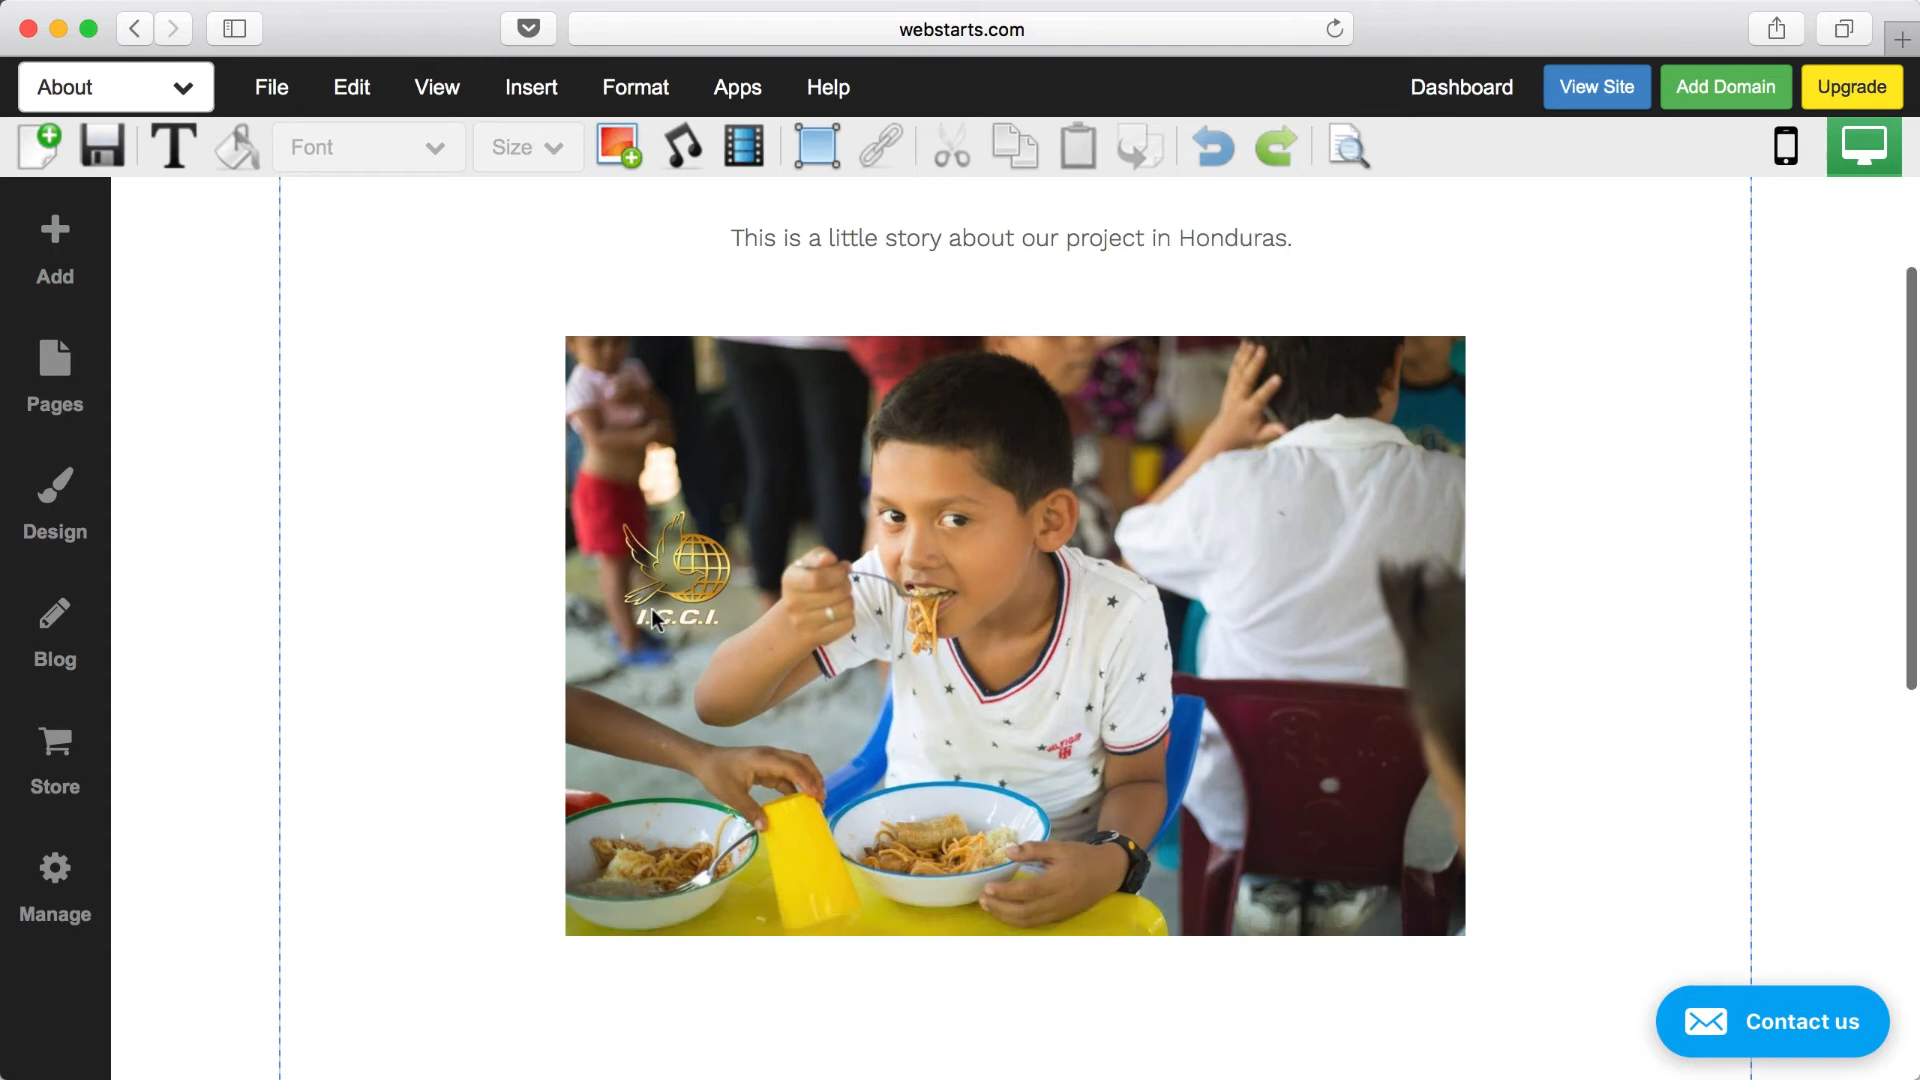 webstarts.com
About File Edit View Insert Format Apps Help Dashboard View Site Add Domain Upgrade
Font Size
Add
Pages
Design
Blog
Store
Manage
This is a little story about our project in Honduras.
I.C.C.I.
Contact us